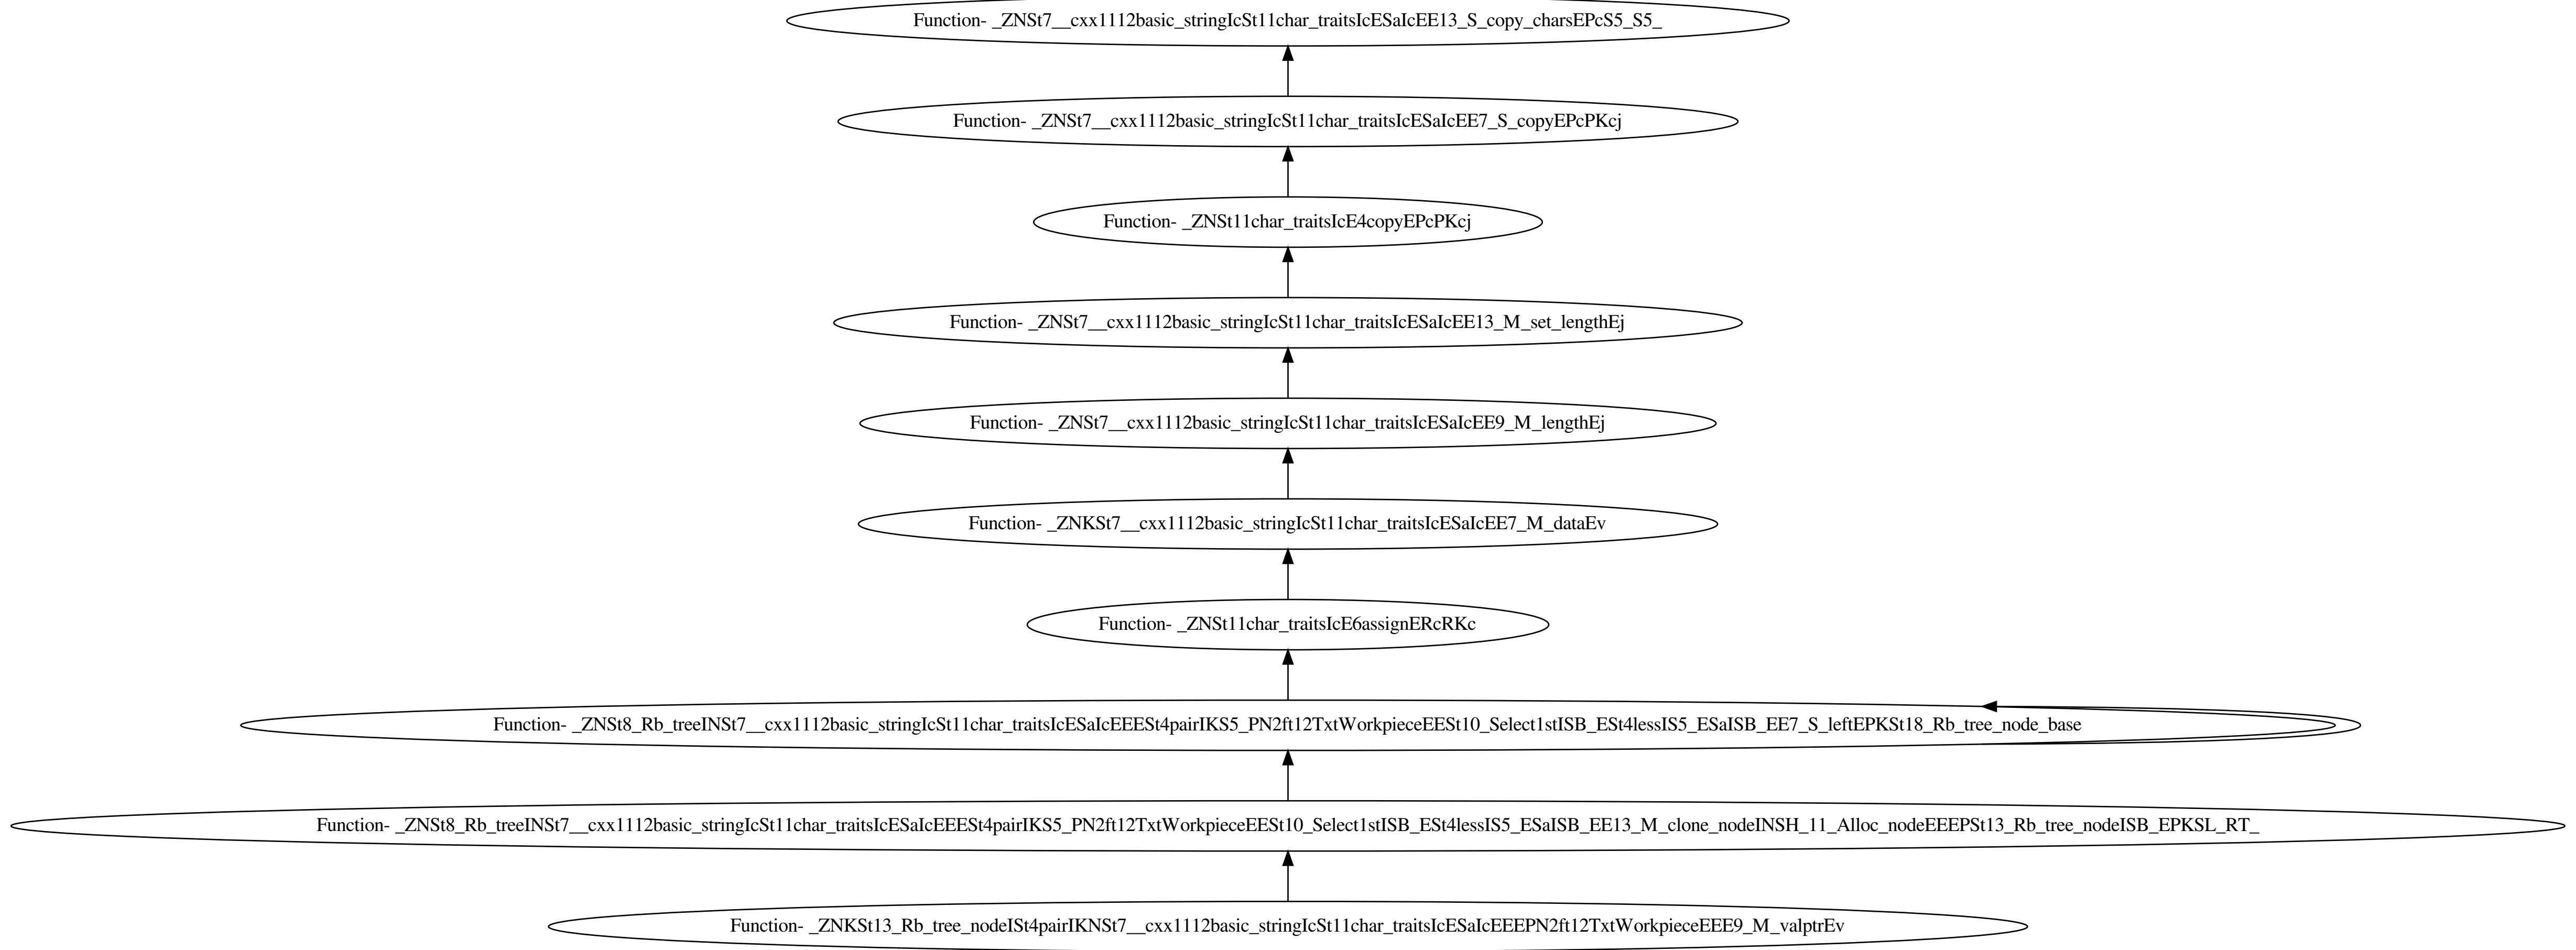 Function- _ZNSt7__cxx1112basic_stringIcSt11char_traitsIcESaIcEE13_S_copy_charsEPcS5_S5_
Function- _ZNSt7__cxx1112basic_stringIcSt11char_traitsIcESaIcEE7_S_copyEPcPKcj
Function- _ZNSt11char_traitsIcE4copyEPcPKcj
Function- _ZNSt7__cxx1112basic_stringIcSt11char_traitsIcESaIcEE13_M_set_lengthEj
Function- _ZNSt7__cxx1112basic_stringIcSt11char_traitsIcESaIcEE9_M_lengthEj
Function- _ZNKSt7__cxx1112basic_stringIcSt11char_traitsIcESaIcEE7_M_dataEv
Function- _ZNSt11char_traitsIcE6assignERcRKc
Function- _ZNSt8_Rb_treeINSt7__cxx1112basic_stringIcSt11char_traitsIcESaIcEEESt4pairIKS5_PN2ft12TxtWorkpieceEESt10_Select1stISB_ESt4lessIS5_ESaISB_EE7_S_leftEPKSt18_Rb_tree_node_base
Function- _ZNSt8_Rb_treeINSt7__cxx1112basic_stringIcSt11char_traitsIcESaIcEEESt4pairIKS5_PN2ft12TxtWorkpieceEESt10_Select1stISB_ESt4lessIS5_ESaISB_EE13_M_clone_nodeINSH_11_Alloc_nodeEEEPSt13_Rb_tree_nodeISB_EPKSL_RT_
Function- _ZNKSt13_Rb_tree_nodeISt4pairIKNSt7__cxx1112basic_stringIcSt11char_traitsIcESaIcEEEPN2ft12TxtWorkpieceEEE9_M_valptrEv